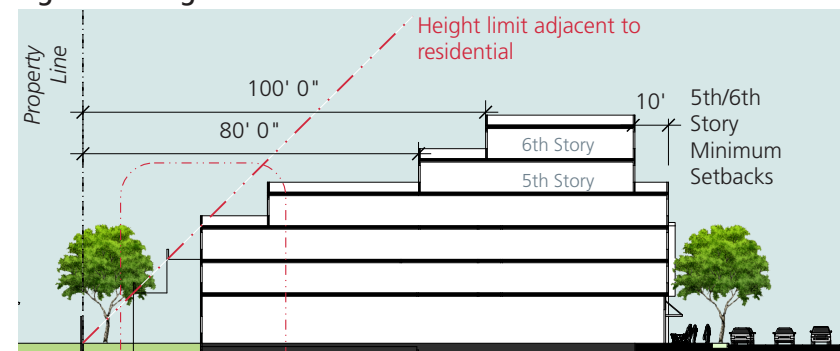 Property
Line
Height limit adjacent to
residential
100' 0"
80' 0"
10'
5th/6th
Story
Minimum
Setbacks
6th Story
5th Story